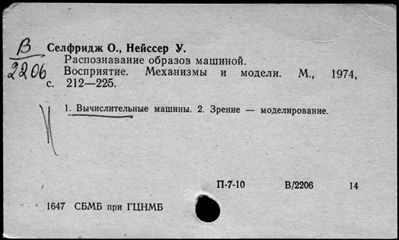 В
2206
Селфридж О., Нейссер У.
Распознавание образов машиной.
Восприятие. Механизмы и модели. М., 1974,
с. 212—225.
1. Вычислительные машины. 2. Зрение — моделирование.
П-7-10 В/2206 14
1647 СБМБ при ГЦНМБ